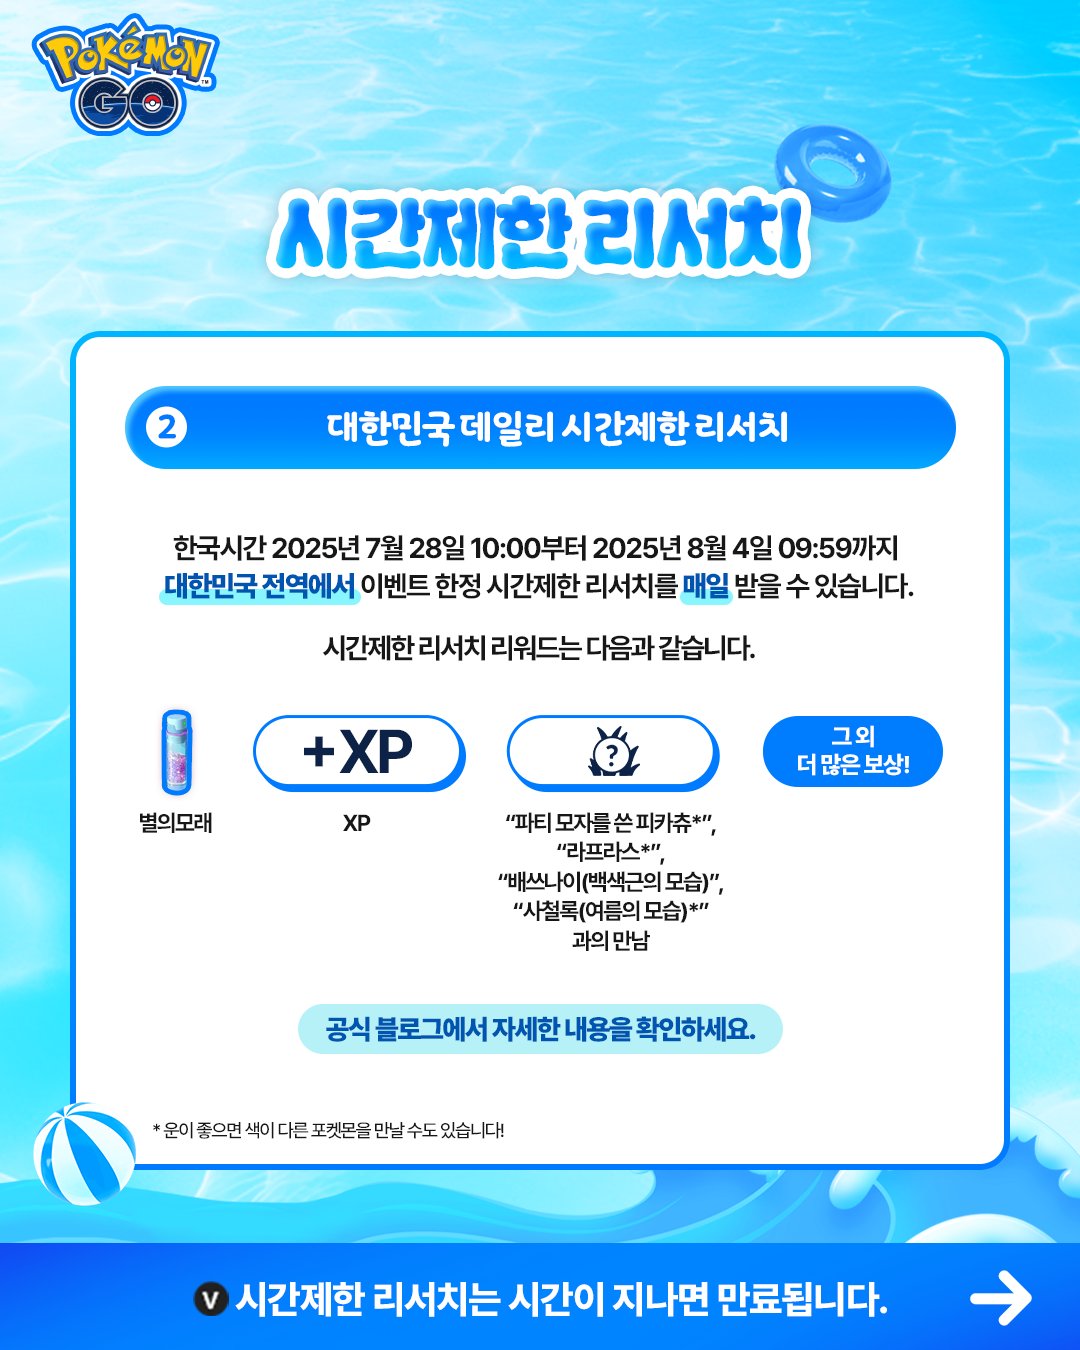 POKÉMON
GO
TM
시간제한 리서치
2 대한민국 데일리 시간제한 리서치
한국시간 2025년 7월 28일 10:00부터 2025년 8월 4일 09:59까지
대한민국 전역에서 이벤트 한정 시간제한 리서치를 매일 받을 수 있습니다.
시간제한 리서치 리워드는 다음과 같습니다.
별의모래
+XP
XP
?
“파티 모자를 쓴 피카츄*”,
“라프라스*”,
“배쓰나이(백색근의 모습)”,
“사철록(여름의 모습)*”
과의 만남
그 외
더 많은 보상!
공식 블로그에서 자세한 내용을 확인하세요.
* 운이 좋으면 색이 다른 포켓몬을 만날 수도 있습니다!
V 시간제한 리서치는 시간이 지나면 만료됩니다.